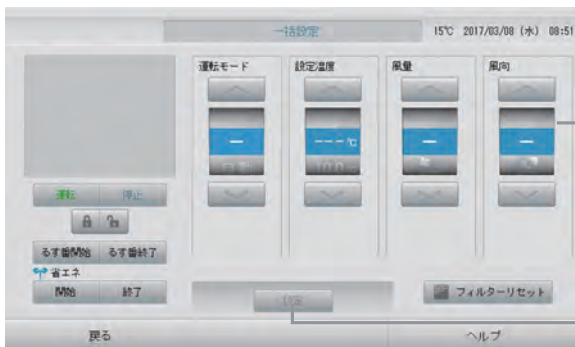 一括設定
15℃ 2017/03/08 (水) 08:51
運転モード
設定温度
風量
風向
–
---℃
–
–
運転
停止
るす番開始
るす番終了
省エネ
開始
終了
フィルターリセット
戻る
ヘルプ